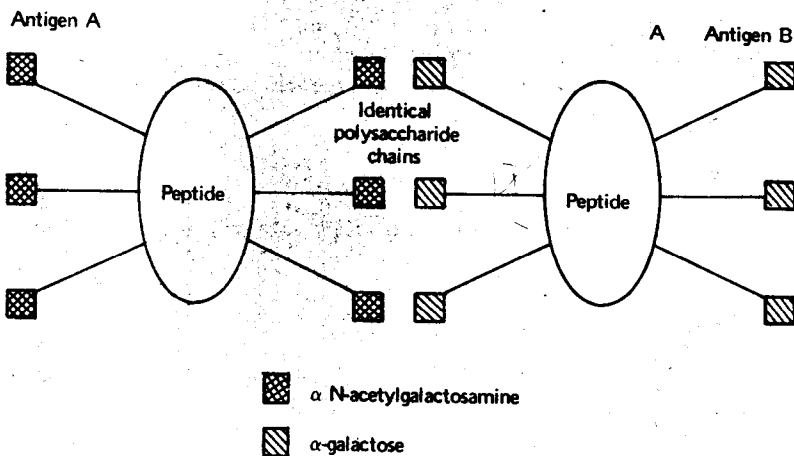 Antigen A
A Antigen B
Identical
polysaccharide
chains
Peptide
Peptide
α N-acetylgalactosamine
α-galactose